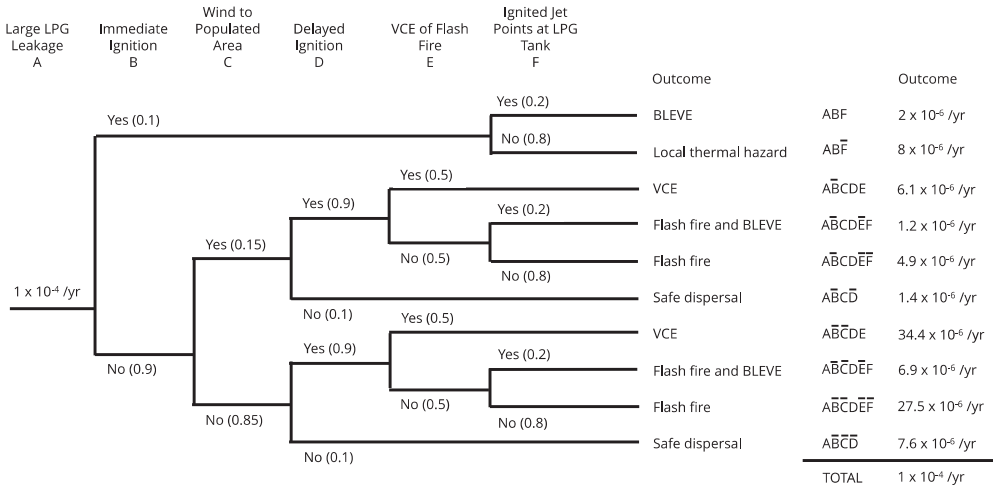 Large LPG Leakage A
Immediate Ignition B
Wind to Populated Area C
Delayed Ignition D
VCE of Flash Fire E
Ignited Jet Points at LPG Tank F
Outcome
Outcome
Yes (0.1)
Yes (0.2)
BLEVE ABF 2 x 10⁻⁶ /yr
No (0.8)
Local thermal hazard ABF̅ 8 x 10⁻⁶ /yr
Yes (0.5)
VCE AB̅CDE 6.1 x 10⁻⁶ /yr
Yes (0.9)
Yes (0.2)
Flash fire and BLEVE AB̅CDE̅F 1.2 x 10⁻⁶ /yr
Yes (0.15)
No (0.5)
Flash fire AB̅CDE̅F̅ 4.9 x 10⁻⁶ /yr
No (0.8)
1 x 10⁻⁴ /yr
Safe dispersal AB̅CD̅ 1.4 x 10⁻⁶ /yr
No (0.1)
Yes (0.5)
VCE AB̅C̅DE 34.4 x 10⁻⁶ /yr
Yes (0.9)
Yes (0.2)
No (0.9)
Flash fire and BLEVE AB̅C̅DE̅F 6.9 x 10⁻⁶ /yr
No (0.5)
Flash fire AB̅C̅DE̅F̅ 27.5 x 10⁻⁶ /yr
No (0.85)
No (0.8)
Safe dispersal AB̅C̅D̅ 7.6 x 10⁻⁶ /yr
No (0.1)
TOTAL 1 x 10⁻⁴ /yr